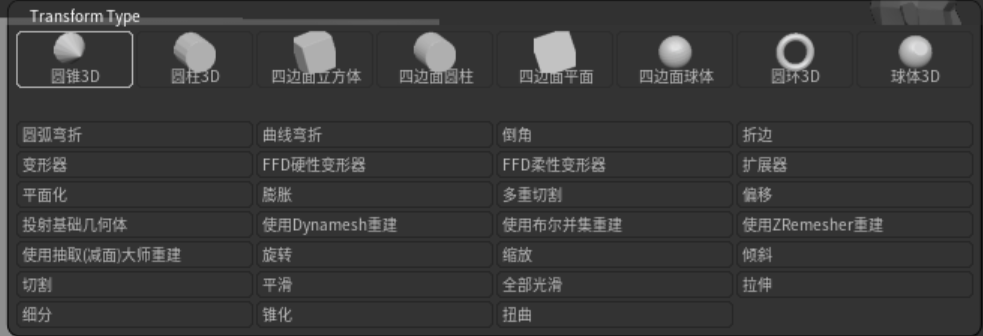 Transform Type
圆锥3D 圆柱3D 四边面立方体 四边面圆柱 四边面平面 四边面球体 圆环3D 球体3D
圆弧弯折 曲线弯折 倒角 折边
变形器 FFD硬性变形器 FFD柔性变形器 扩展器
平面化 膨胀 多重切割 偏移
投射基础几何体 使用Dynamesh重建 使用布尔并集重建 使用ZRemesher重建
使用抽取(减面)大师重建 旋转 缩放 倾斜
切割 平滑 全部光滑 拉伸
细分 锥化 扭曲